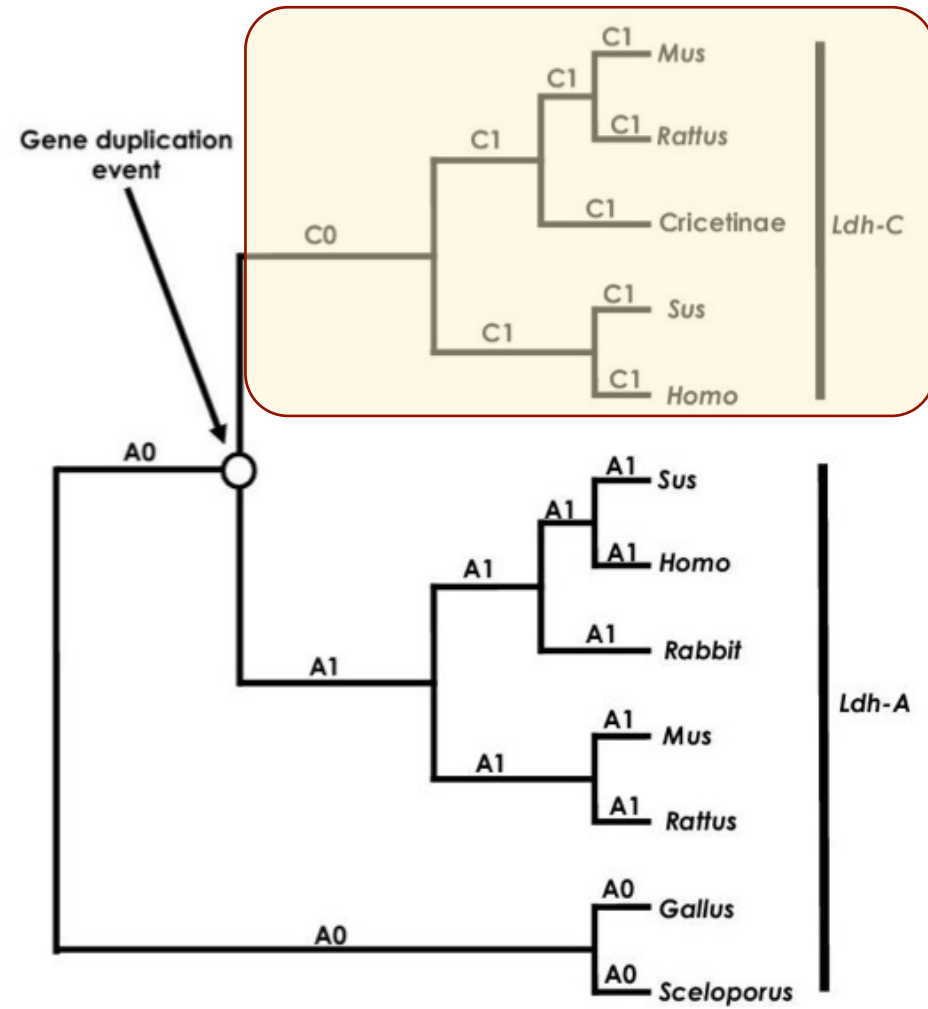 C1
Mus
C1
C1
Rattus
Gene duplication
event
C1
C1
Cricetinae
Ldh-C
C0
C1
Sus
C1
C1
Homo
A0
A1
Sus
A1
A1
Homo
A1
A1
Rabbit
A1
Ldh-A
A1
Mus
A1
A1
Rattus
A0
Gallus
A0
A0
Sceloporus